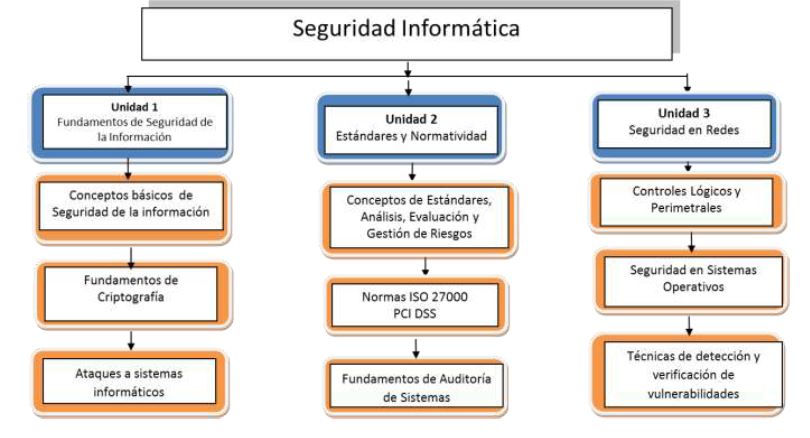 Seguridad Informática
Unidad 1
Fundamentos de Seguridad de
la Información
Conceptos básicos de
Seguridad de la información
Fundamentos de
Criptografía
Ataques a sistemas
informáticos
Unidad 2
Estándares y Normatividad
Conceptos de Estándares,
Análisis, Evaluación y
Gestión de Riesgos
Normas ISO 27000
PCI DSS
Fundamentos de Auditoría
de Sistemas
Unidad 3
Seguridad en Redes
Controles Lógicos y
Perimetrales
Seguridad en Sistemas
Operativos
Técnicas de detección y
verificación de
vulnerabilidades